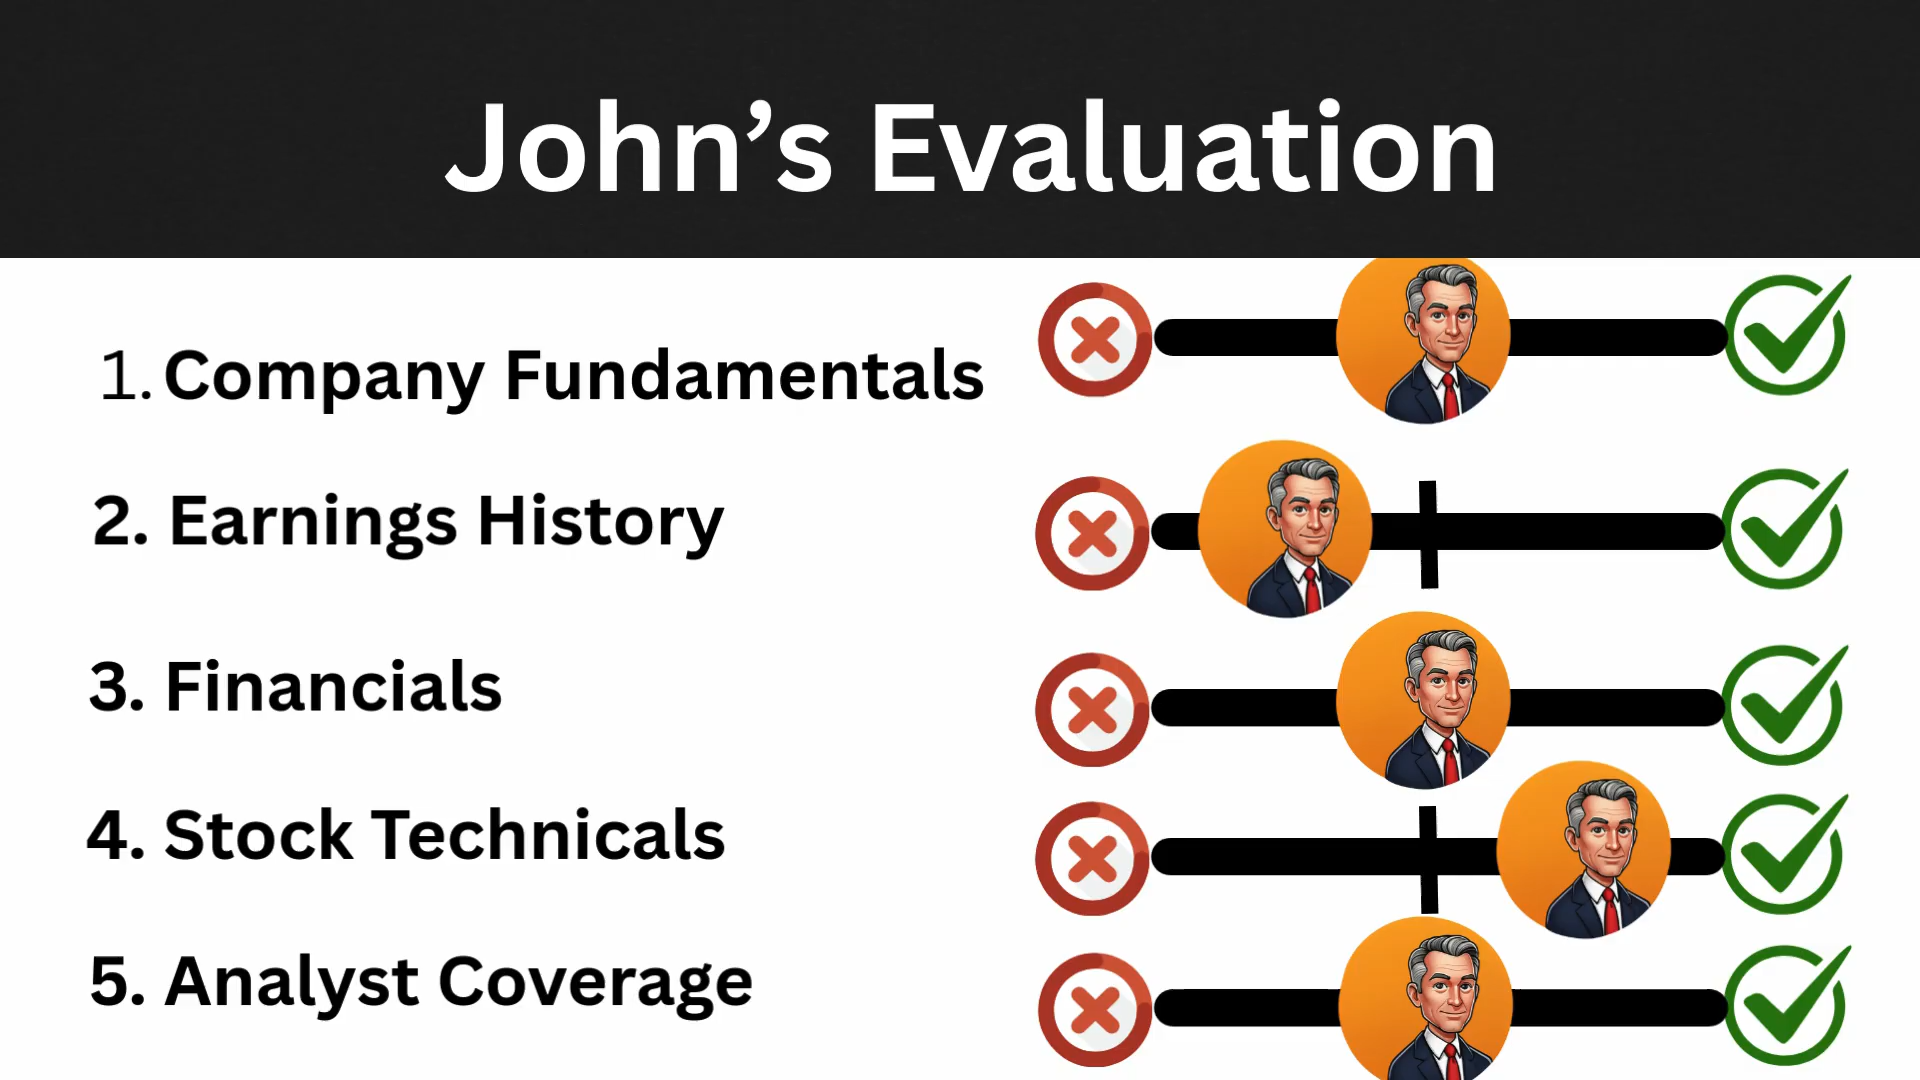 John’s Evaluation
1. Company Fundamentals
2. Earnings History
3. Financials
4. Stock Technicals
5. Analyst Coverage